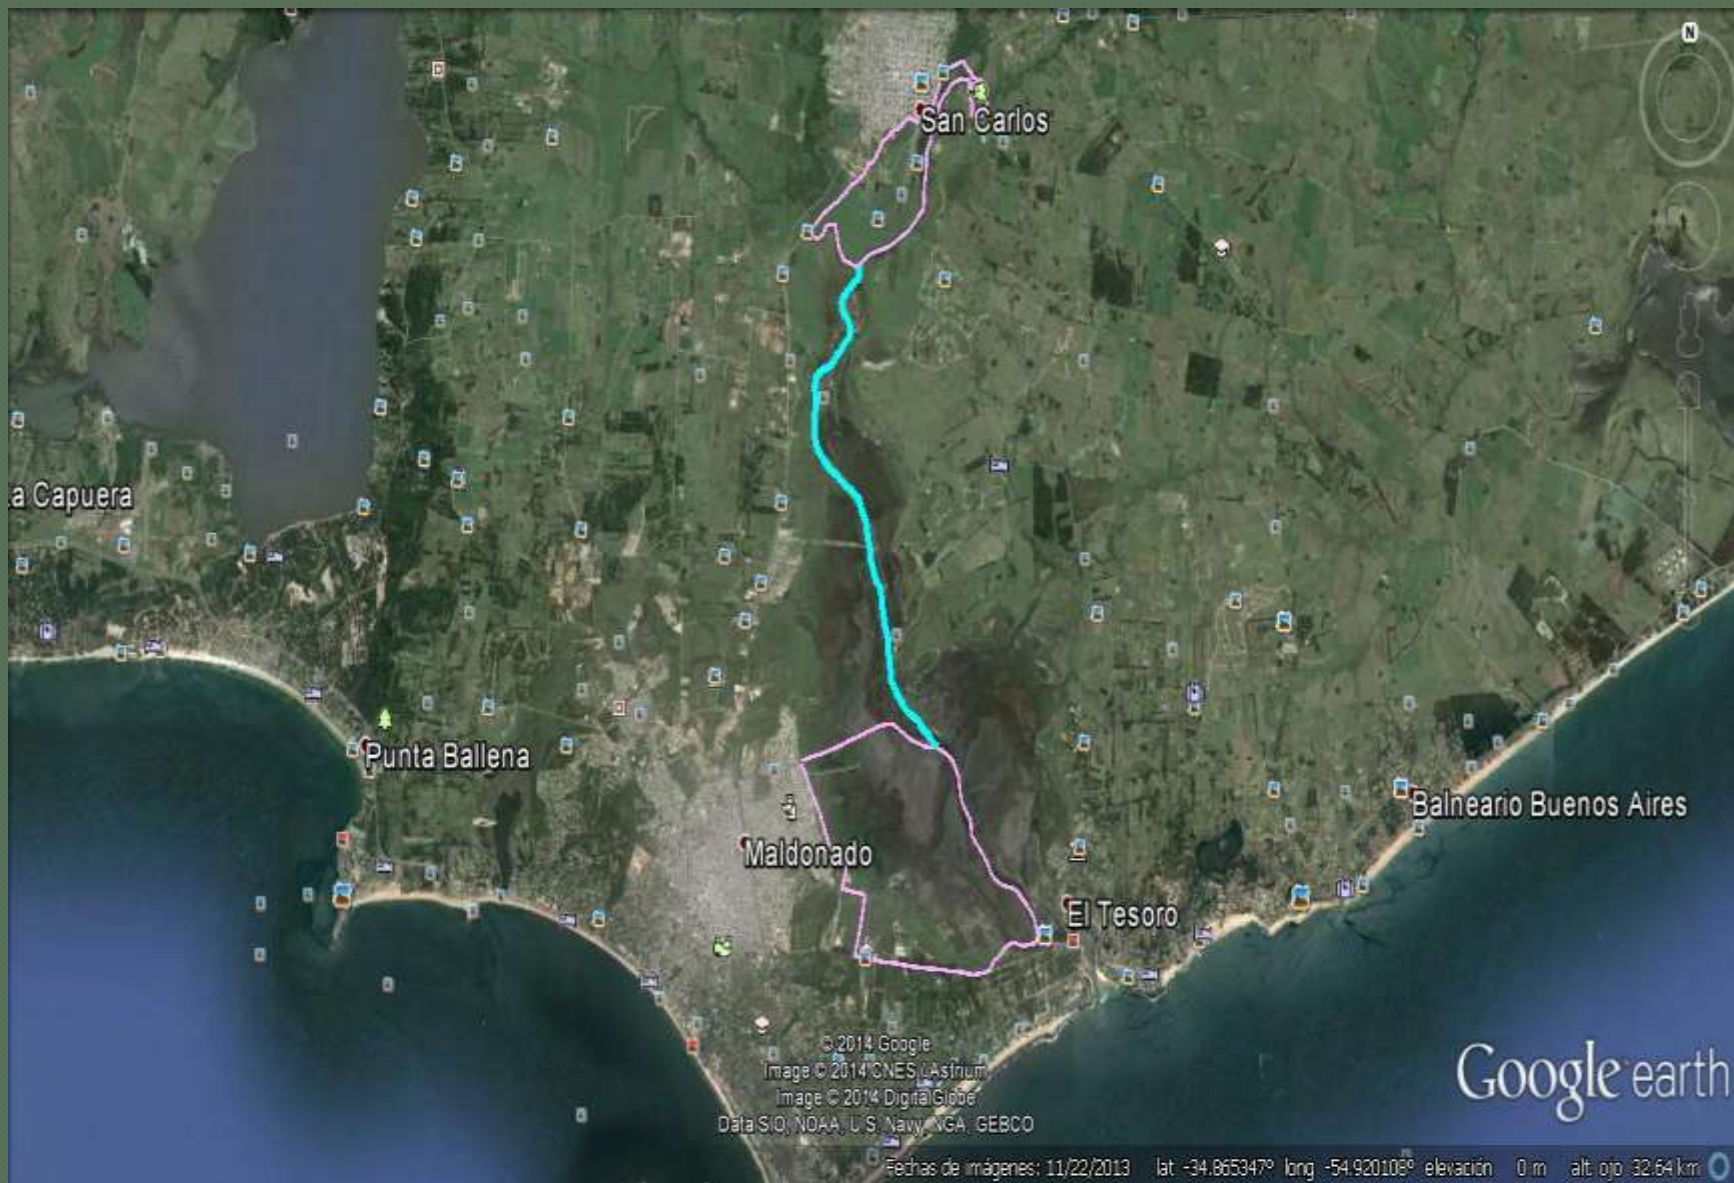 N
San Carlos
La Capuera
Punta Ballena
Balneario Buenos Aires
Maldonado
El Tesoro
© 2014 Google
Image © 2014 CNES / Astrium
Image © 2014 DigitalGlobe
Data SIO, NOAA, U.S. Navy, NGA, GEBCO
Google earth
Fechas de imágenes: 11/22/2013 lat -34.865347° long -54.920108° elevación 0 m alt. ojo 32.64 km